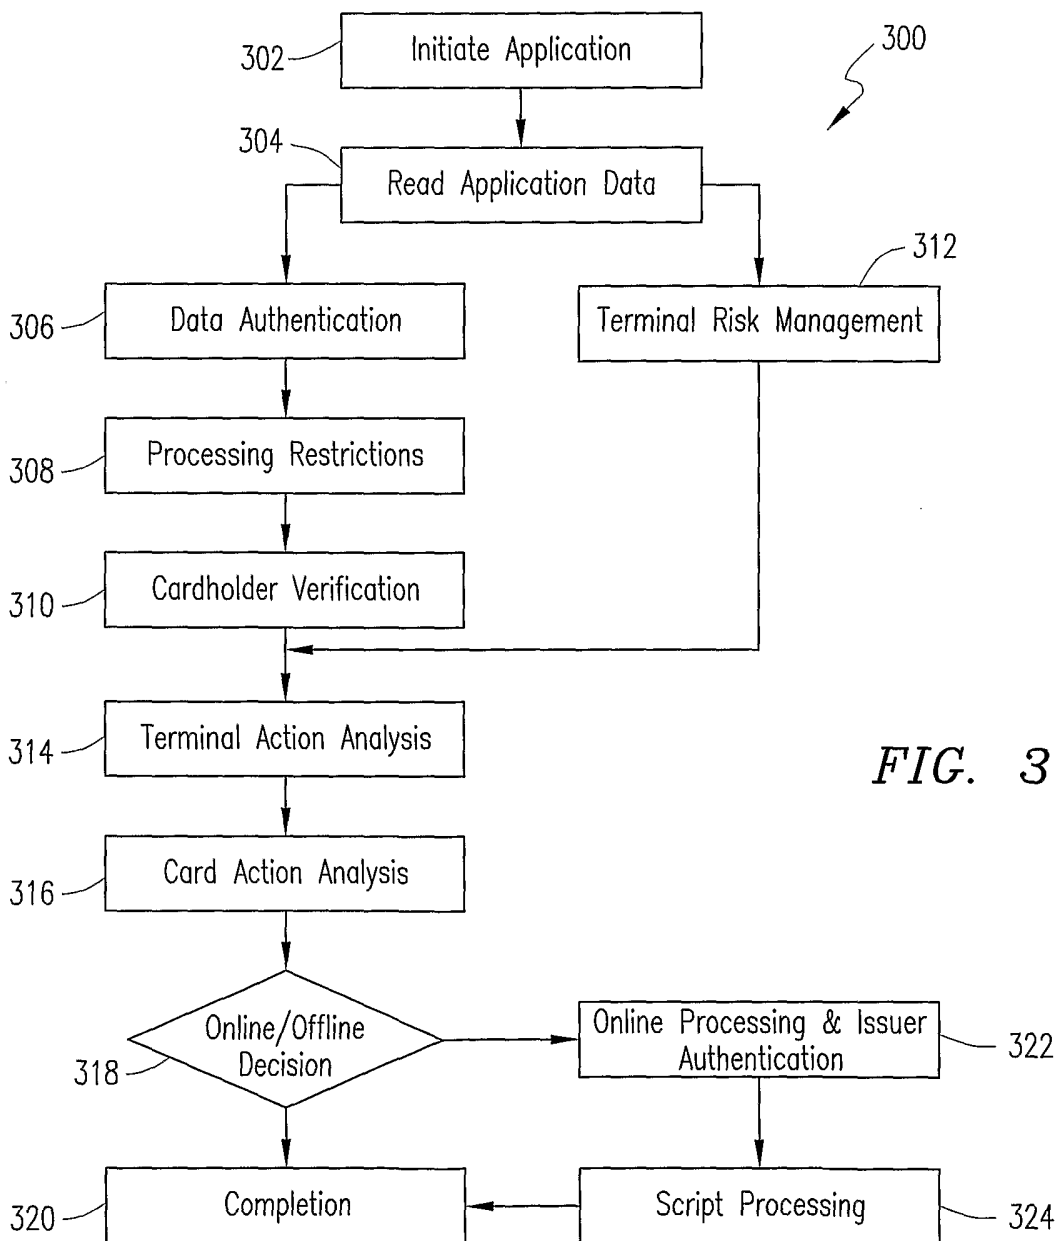 302
Initiate Application
300
304
Read Application Data
312
306
Data Authentication
Terminal Risk Management
308
Processing Restrictions
310
Cardholder Verification
314
Terminal Action Analysis
FIG. 3
316
Card Action Analysis
318
Online/Offline
Decision
Online Processing & Issuer
Authentication
322
320
Completion
Script Processing
324